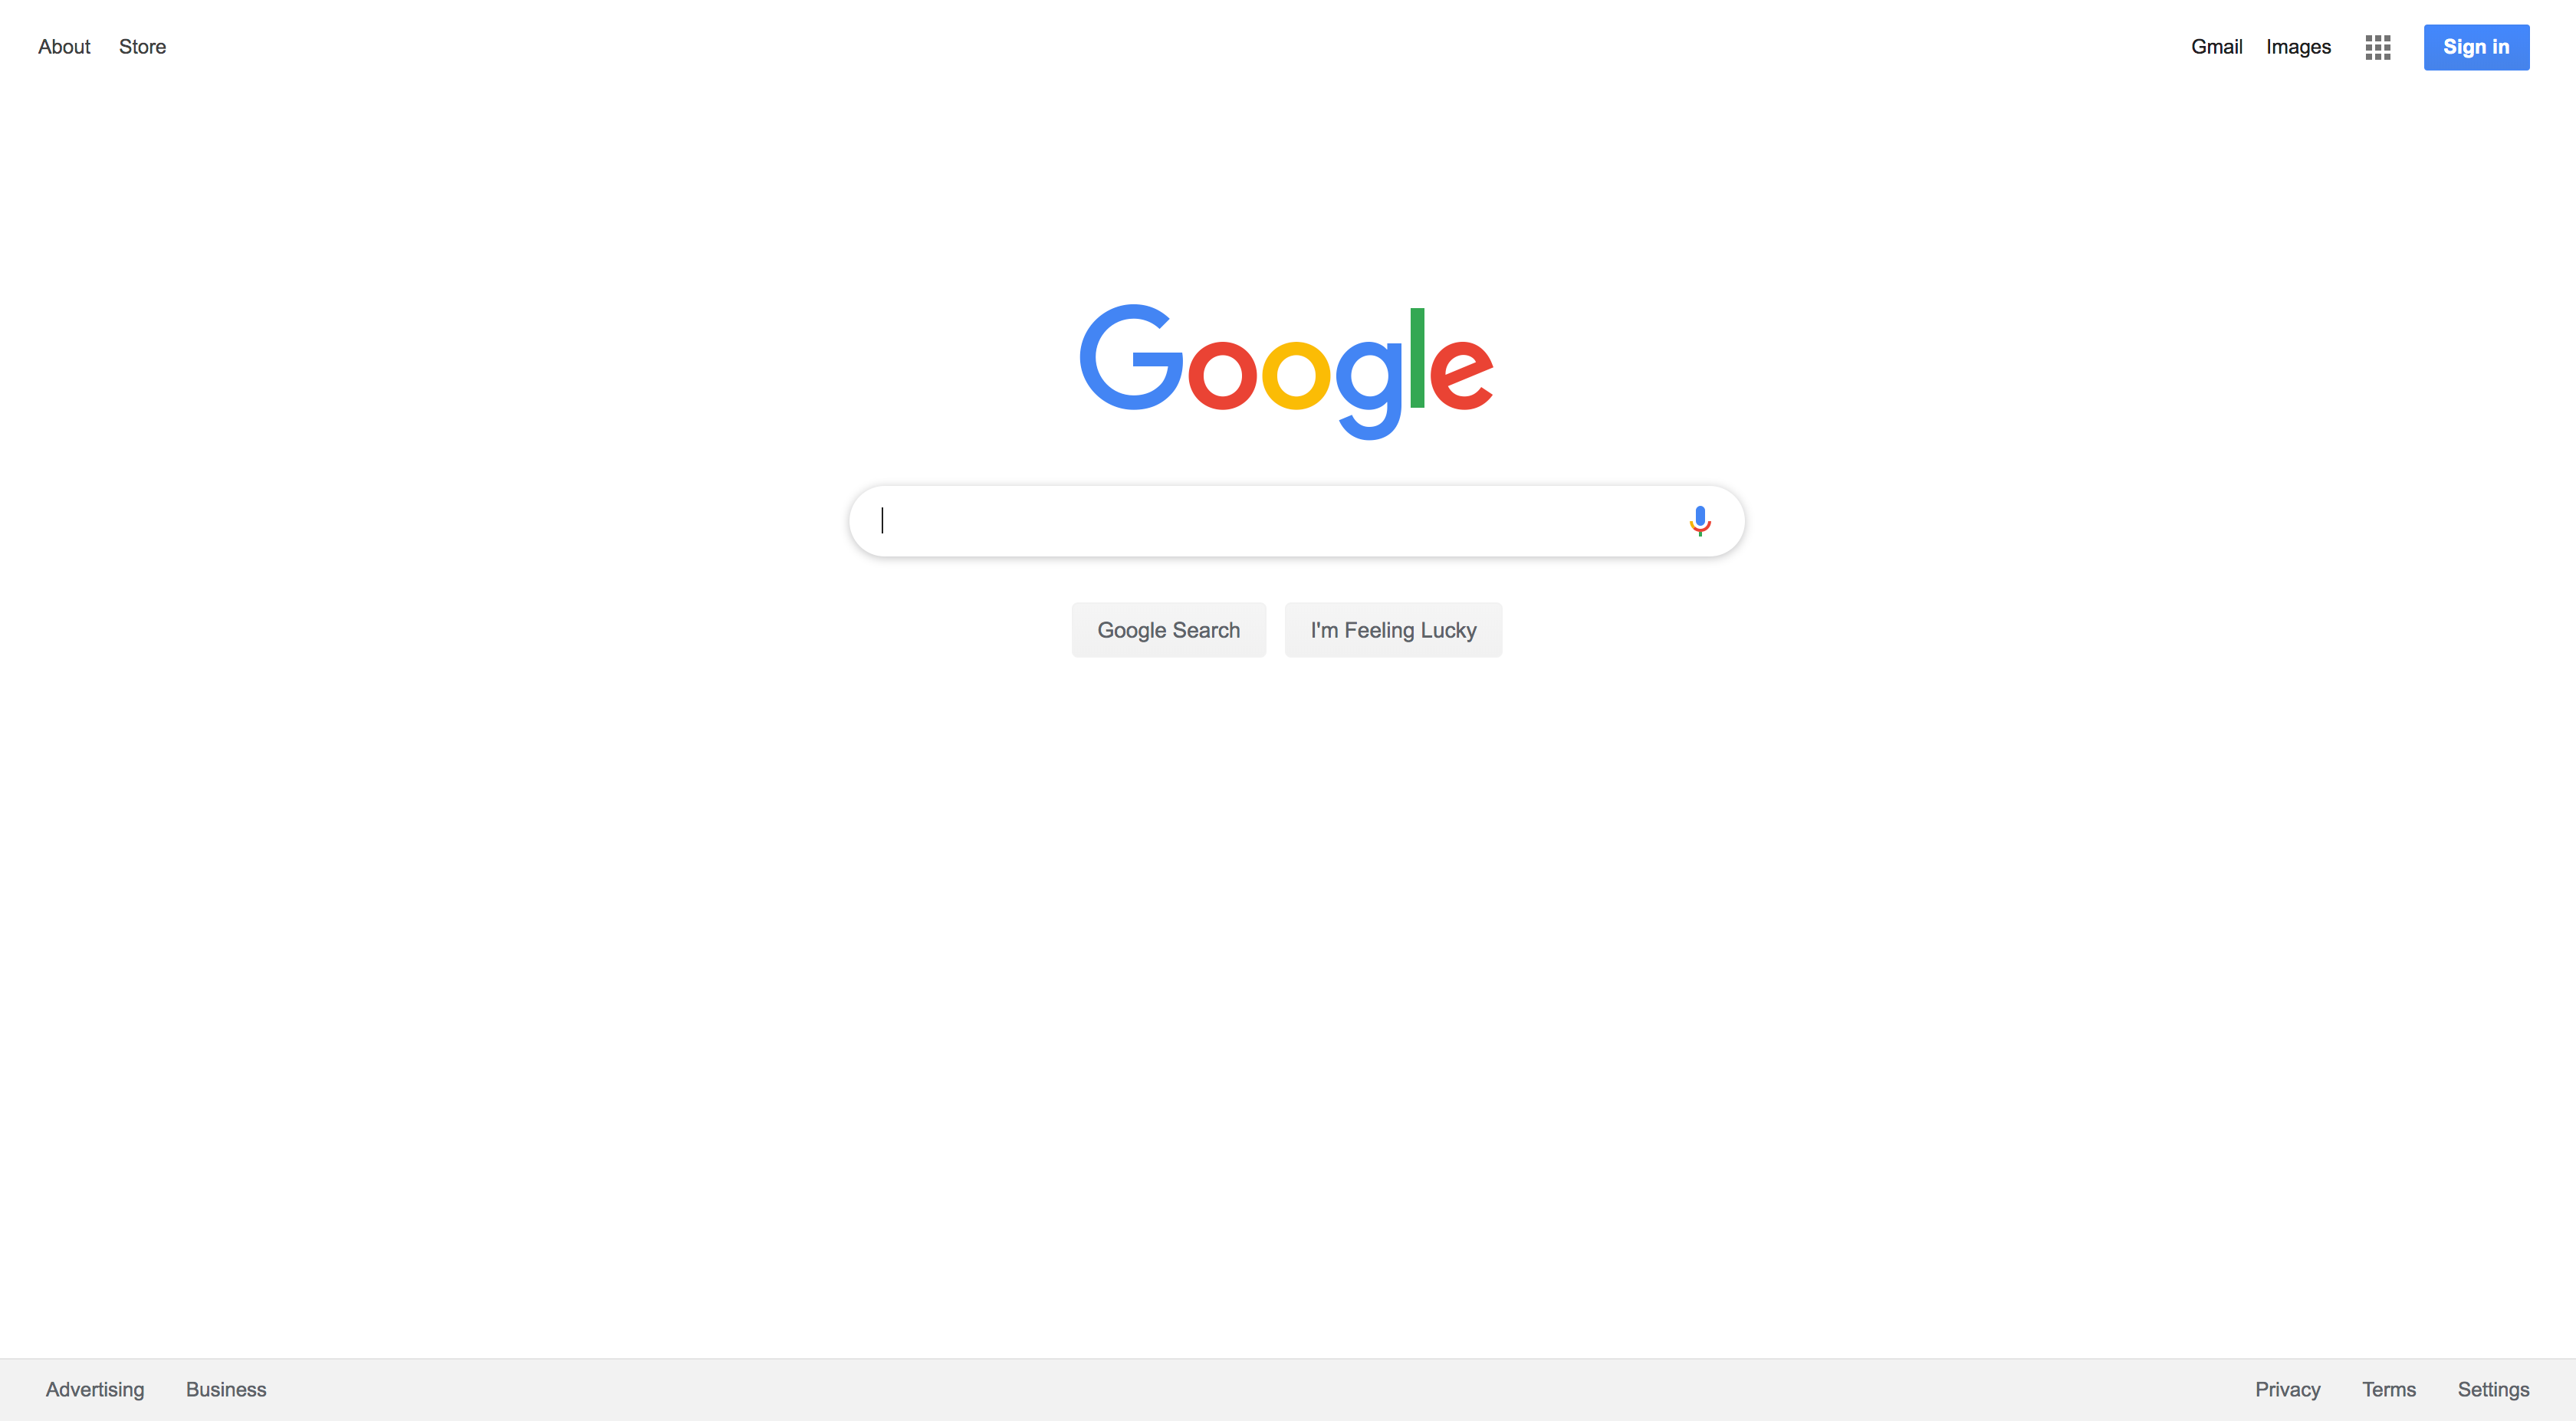 About Store Gmail Images Sign in
Google
Google Search I'm Feeling Lucky
Advertising Business Privacy Terms Settings